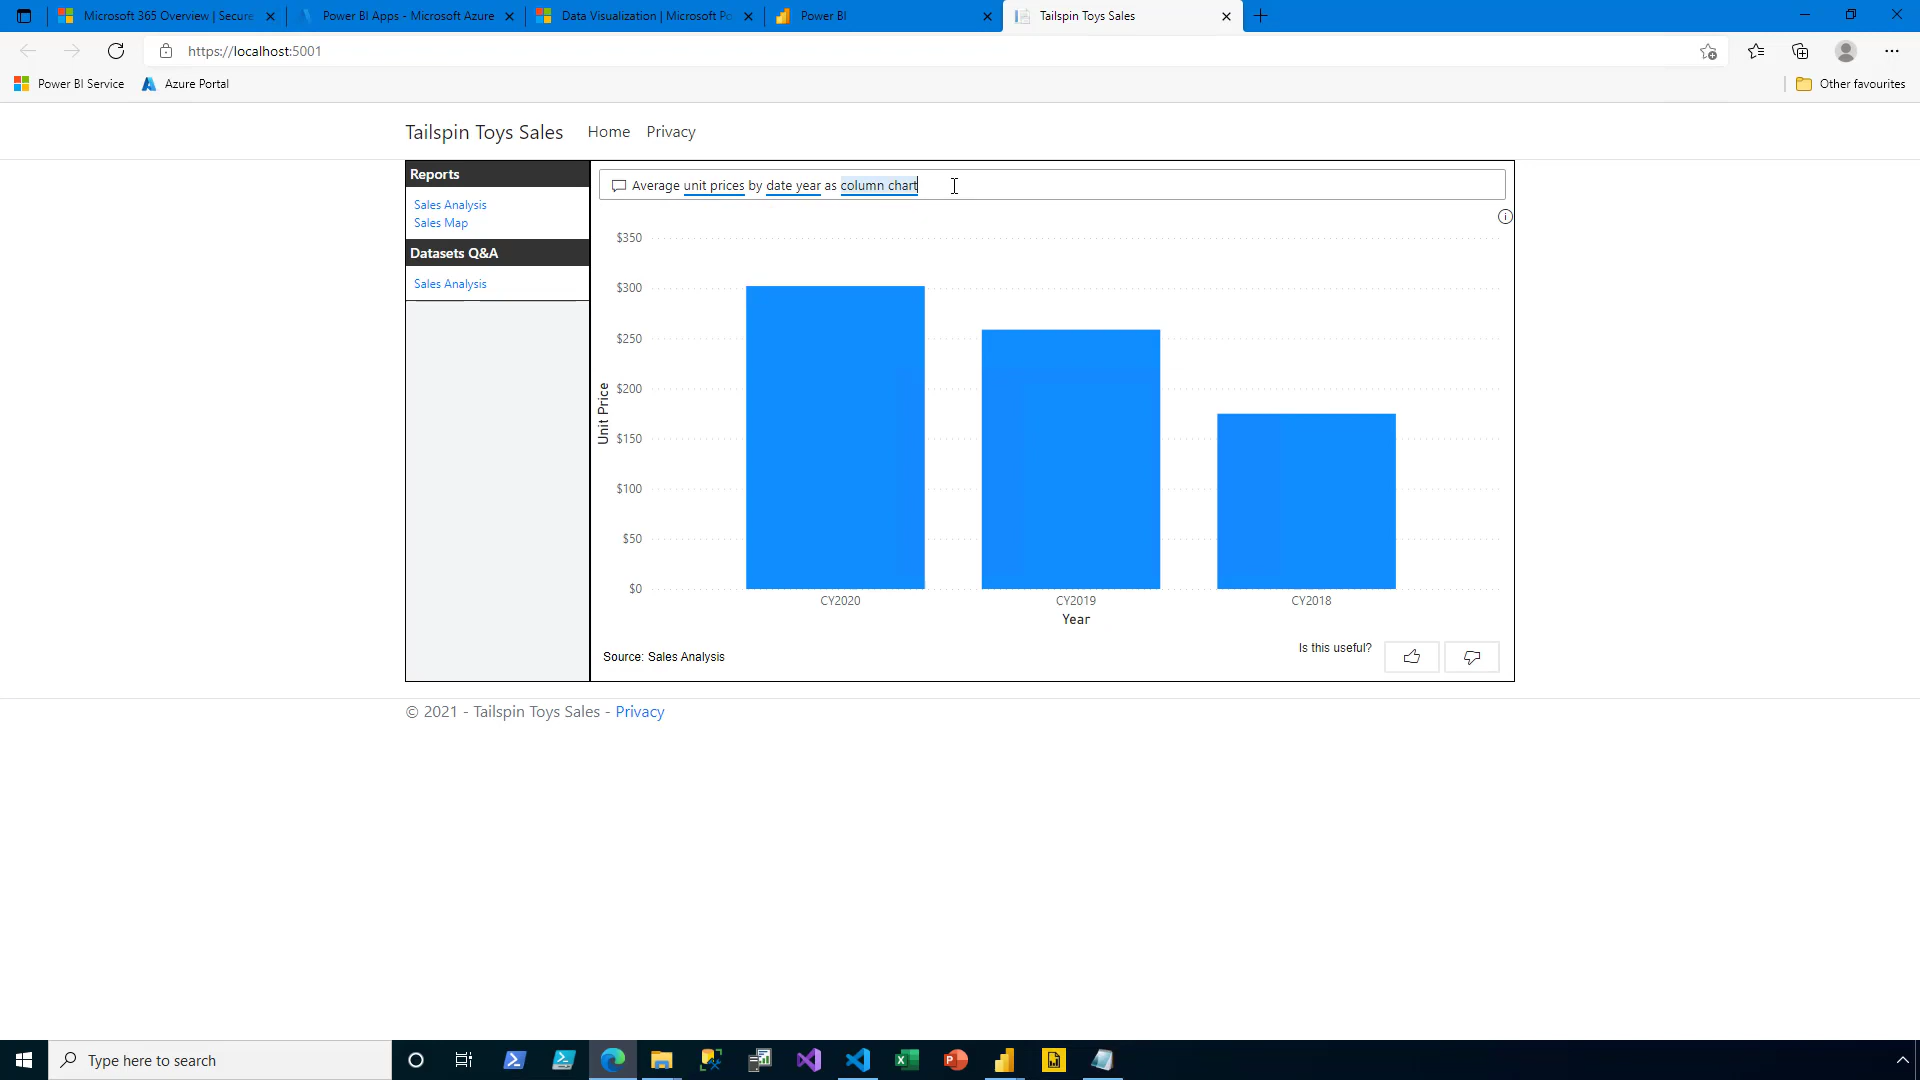 Microsoft 365 Overview | Secure
Power BI Apps - Microsoft Azure
Data Visualization | Microsoft Po
Power BI
Tailspin Toys Sales
https://localhost:5001
Power BI Service
Azure Portal
Other favourites
Tailspin Toys Sales
Home
Privacy
Reports
Sales Analysis
Sales Map
Datasets Q&A
Sales Analysis
Average unit prices by date year as column chart
$350
$300
$250
$200
$150
$100
$50
$0
Unit Price
CY2020
CY2019
CY2018
Year
Source: Sales Analysis
Is this useful?
© 2021 - Tailspin Toys Sales - Privacy
Type here to search